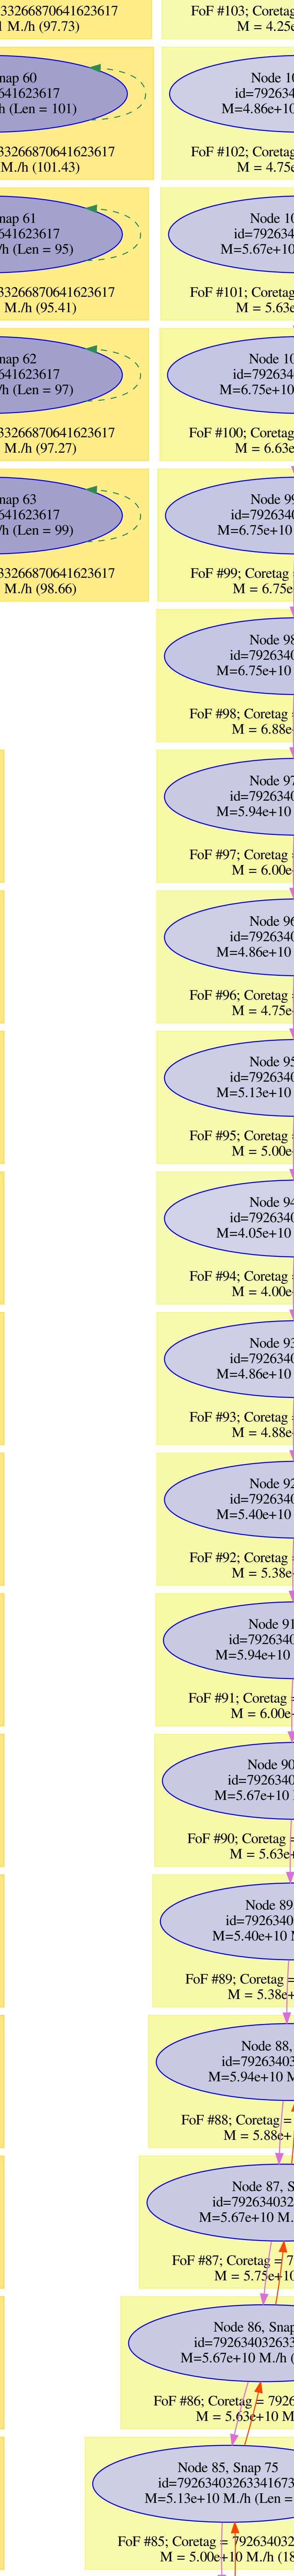 33266870641623617
1 M./h (97.73)
nap 60
641623617
h (Len = 101)
33266870641623617
M./h (101.43)
nap 61
641623617
/h (Len = 95)
33266870641623617
M./h (95.41)
nap 62
641623617
/h (Len = 97)
33266870641623617
M./h (97.27)
nap 63
641623617
/h (Len = 99)
33266870641623617
M./h (98.66)
FoF #103; Coretag
M = 4.25e
Node 10
id=792634
M=4.86e+10
FoF #102; Coretag
M = 4.75e
Node 10
id=792634
M=5.67e+10
FoF #101; Coretag
M = 5.63e
Node 10
id=792634
M=6.75e+10
FoF #100; Coretag
M = 6.63e
Node 99
id=792634
M=6.75e+10
FoF #99; Coretag =
M = 6.75e
Node 98
id=7926340
M=6.75e+10
FoF #98; Coretag =
M = 6.88e
Node 97
id=7926340
M=5.94e+10
FoF #97; Coretag =
M = 6.00e
Node 96
id=7926340
M=4.86e+10
FoF #96; Coretag =
M = 4.75e
Node 95
id=7926340
M=5.13e+10
FoF #95; Coretag =
M = 5.00e
Node 94
id=7926340
M=4.05e+10
FoF #94; Coretag =
M = 4.00e
Node 93
id=7926340
M=4.86e+10
FoF #93; Coretag =
M = 4.88e
Node 92
id=7926340
M=5.40e+10
FoF #92; Coretag =
M = 5.38e
Node 91
id=7926340
M=5.94e+10
FoF #91; Coretag =
M = 6.00e
Node 90
id=7926340
M=5.67e+10
FoF #90; Coretag =
M = 5.63e+
Node 89
id=7926340
M=5.40e+10 M
FoF #89; Coretag =
M = 5.38e+
Node 88,
id=79263403
M=5.94e+10 M
FoF #88; Coretag =
M = 5.88e+
Node 87, S
id=792634032
M=5.67e+10 M.
FoF #87; Coretag = 7
M = 5.75e+10
Node 86, Snap
id=792634032633
M=5.67e+10 M./h (
FoF #86; Coretag = 7926
M = 5.63e+10 M
Node 85, Snap 75
id=79263403263341673
M=5.13e+10 M./h (Len =
FoF #85; Coretag = 792634032
M = 5.00e+10 M./h (18